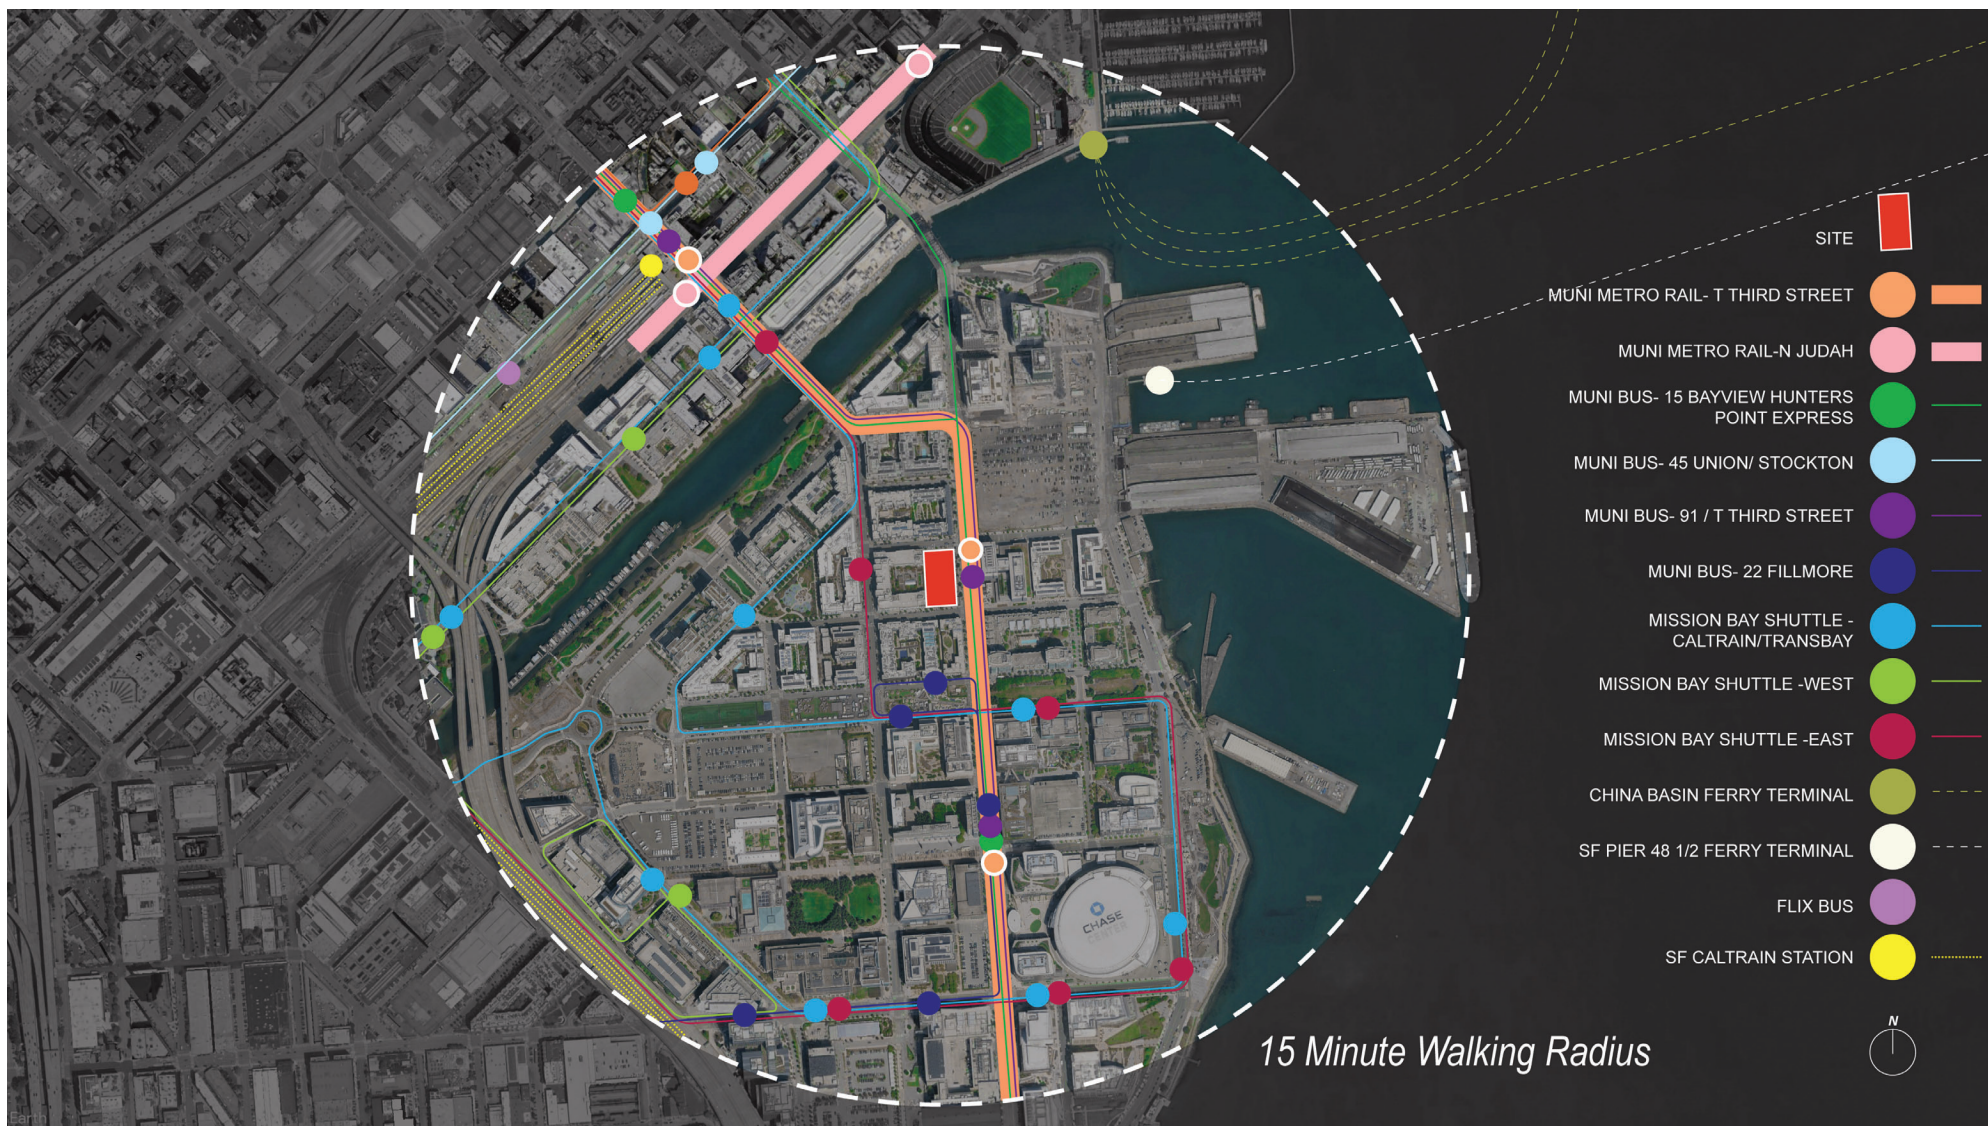 SITE
MUNI METRO RAIL- T THIRD STREET
MUNI METRO RAIL-N JUDAH
MUNI BUS- 15 BAYVIEW HUNTERS
POINT EXPRESS
MUNI BUS- 45 UNION/ STOCKTON
MUNI BUS- 91 / T THIRD STREET
MUNI BUS- 22 FILLMORE
MISSION BAY SHUTTLE -
CALTRAIN/TRANSBAY
MISSION BAY SHUTTLE -WEST
MISSION BAY SHUTTLE -EAST
CHINA BASIN FERRY TERMINAL
SF PIER 48 1/2 FERRY TERMINAL
FLIX BUS
SF CALTRAIN STATION
CHASE
CENTER
N
15 Minute Walking Radius
Earth